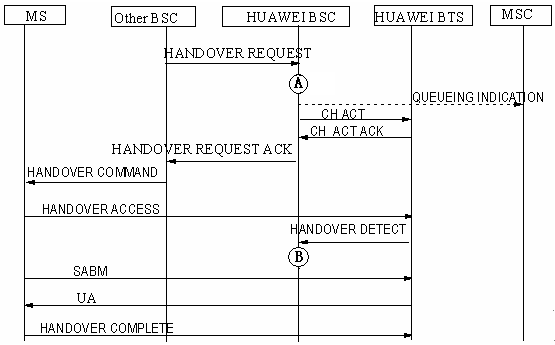 MS Other BSC HUAWEI BSC HUAWEI BTS MSC
HANDOVER REQUEST
A
QUEUEING INDICATION
CH ACT
CH ACT ACK
HANDOVER REQUEST ACK
HANDOVER COMMAND
HANDOVER ACCESS
HANDOVER DETECT
B
SABM
UA
HANDOVER COMPLETE